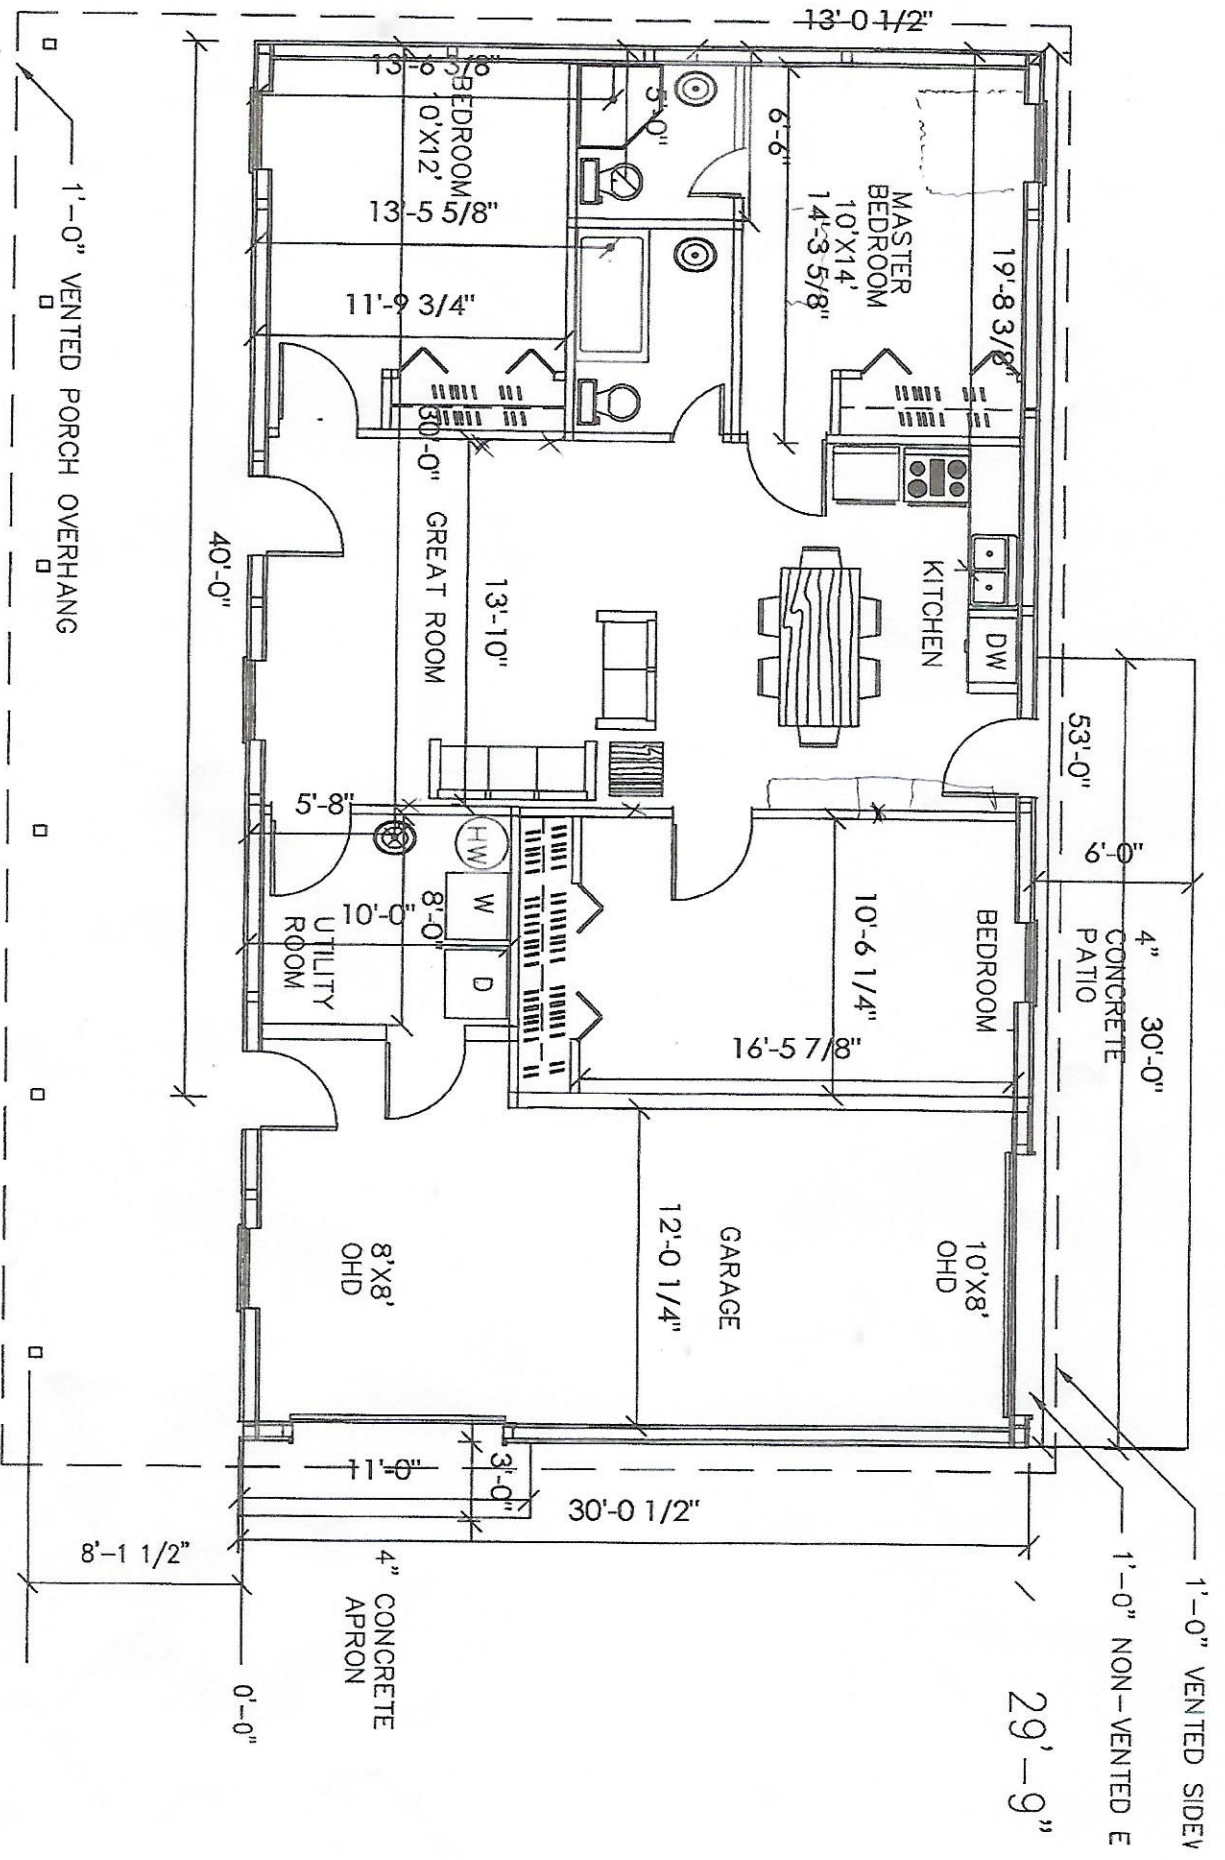 13'-0 1/2"
13'-6 3/8"
BEDROOM
10'X12'
5'-0"
6'-6"
MASTER
BEDROOM
10'X14'
14'-3 5/8"
19'-8 3/8"
13'-5 5/8"
11'-9 3/4"
1'-0" VENTED PORCH OVERHANG
30'-0"
GREAT ROOM
13'-10"
40'-0"
KITCHEN
DW
53'-0"
6'-0"
4"
CONCRETE
PATIO
30'-0"
5'-8"
HW
W
D
10'-0"
8'-0"
UTILITY
ROOM
BEDROOM
10'-6 1/4"
16'-5 7/8"
GARAGE
12'-0 1/4"
8'X8'
OHD
10'X8'
OHD
11'-0"
3'-0"
30'-0 1/2"
8'-1 1/2"
4" CONCRETE
APRON
0'-0"
29'-9"
1'-0" NON-VENTED E
1'-0" VENTED SIDEW